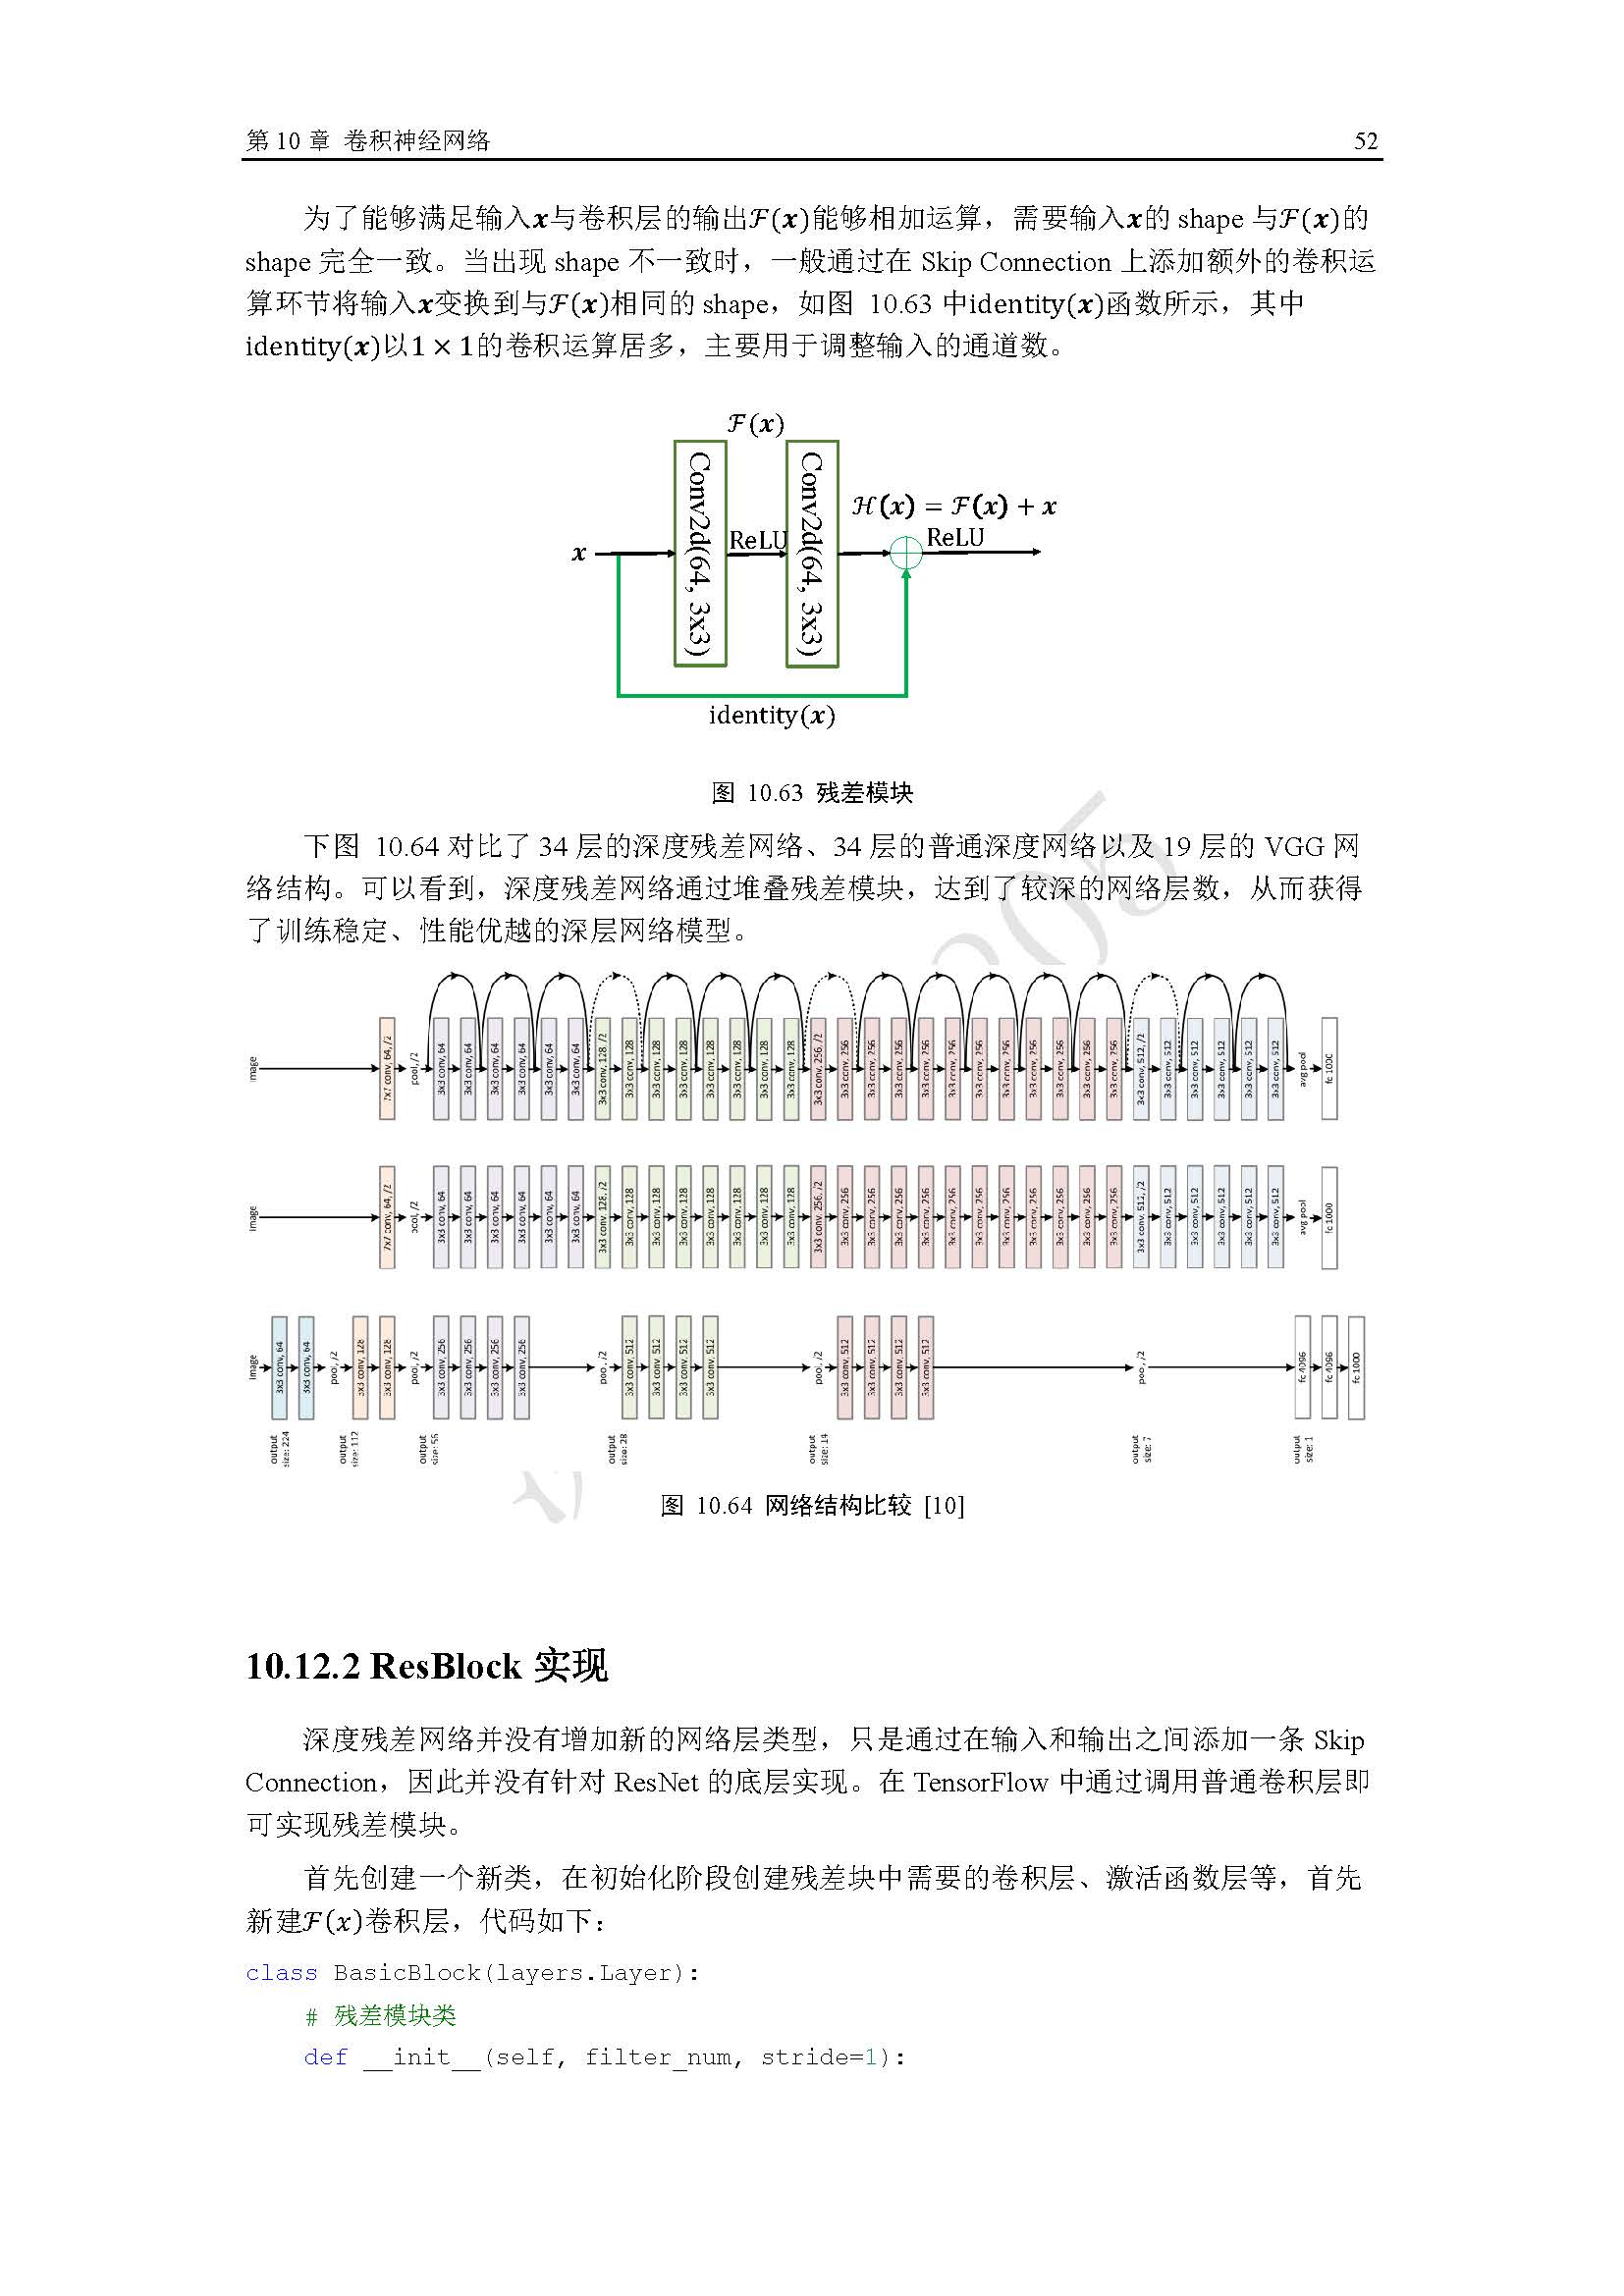 第 10 章 卷积神经网络 52
为了能够满足输入𝒙与卷积层的输出ℱ(𝒙)能够相加运算，需要输入𝒙的 shape 与ℱ(𝒙)的
shape 完全一致。当出现 shape 不一致时，一般通过在 Skip Connection 上添加额外的卷积运
算环节将输入𝒙变换到与ℱ(𝒙)相同的 shape，如图 10.63 中identity(𝒙)函数所示，其中
identity(𝒙)以1 × 1的卷积运算居多，主要用于调整输入的通道数。
ℱ(𝒙)
Conv2d(64, 3x3)
Conv2d(64, 3x3)
ℋ(𝒙) = ℱ(𝒙) + 𝒙
𝒙
ReLU
ReLU
identity(𝒙)
图 10.63 残差模块
下图 10.64 对比了 34 层的深度残差网络、34 层的普通深度网络以及 19 层的 VGG 网
络结构。可以看到，深度残差网络通过堆叠残差模块，达到了较深的网络层数，从而获得
了训练稳定、性能优越的深层网络模型。
image
7x7 conv, 64, /2
pool, /2
3x3 conv, 64
3x3 conv, 64
3x3 conv, 64
3x3 conv, 64
3x3 conv, 64
3x3 conv, 64
3x3 conv, 128, /2
3x3 conv, 128
3x3 conv, 128
3x3 conv, 128
3x3 conv, 128
3x3 conv, 128
3x3 conv, 128
3x3 conv, 128
3x3 conv, 256, /2
3x3 conv, 256
3x3 conv, 256
3x3 conv, 256
3x3 conv, 256
3x3 conv, 256
3x3 conv, 256
3x3 conv, 256
3x3 conv, 256
3x3 conv, 256
3x3 conv, 256
3x3 conv, 256
3x3 conv, 512, /2
3x3 conv, 512
3x3 conv, 512
3x3 conv, 512
3x3 conv, 512
3x3 conv, 512
avg pool
fc 1000
image
7x7 conv, 64, /2
pool, /2
3x3 conv, 64
3x3 conv, 64
3x3 conv, 64
3x3 conv, 64
3x3 conv, 64
3x3 conv, 64
3x3 conv, 128, /2
3x3 conv, 128
3x3 conv, 128
3x3 conv, 128
3x3 conv, 128
3x3 conv, 128
3x3 conv, 128
3x3 conv, 128
3x3 conv, 256, /2
3x3 conv, 256
3x3 conv, 256
3x3 conv, 256
3x3 conv, 256
3x3 conv, 256
3x3 conv, 256
3x3 conv, 256
3x3 conv, 256
3x3 conv, 256
3x3 conv, 256
3x3 conv, 256
3x3 conv, 512, /2
3x3 conv, 512
3x3 conv, 512
3x3 conv, 512
3x3 conv, 512
3x3 conv, 512
avg pool
fc 1000
image
3x3 conv, 64
3x3 conv, 64
pool, /2
3x3 conv, 128
3x3 conv, 128
pool, /2
3x3 conv, 256
3x3 conv, 256
3x3 conv, 256
3x3 conv, 256
pool, /2
3x3 conv, 512
3x3 conv, 512
3x3 conv, 512
3x3 conv, 512
pool, /2
3x3 conv, 512
3x3 conv, 512
3x3 conv, 512
3x3 conv, 512
pool, /2
fc 4096
fc 4096
fc 1000
output
size: 224
output
size: 112
output
size: 56
output
size: 28
output
size: 14
output
size: 7
output
size: 1
图 10.64 网络结构比较 [10]
10.12.2 ResBlock 实现
深度残差网络并没有增加新的网络层类型，只是通过在输入和输出之间添加一条 Skip
Connection，因此并没有针对 ResNet 的底层实现。在 TensorFlow 中通过调用普通卷积层即
可实现残差模块。
首先创建一个新类，在初始化阶段创建残差块中需要的卷积层、激活函数层等，首先
新建ℱ(𝑥)卷积层，代码如下：
class BasicBlock(layers.Layer):
# 残差模块类
def __init__(self, filter_num, stride=1):